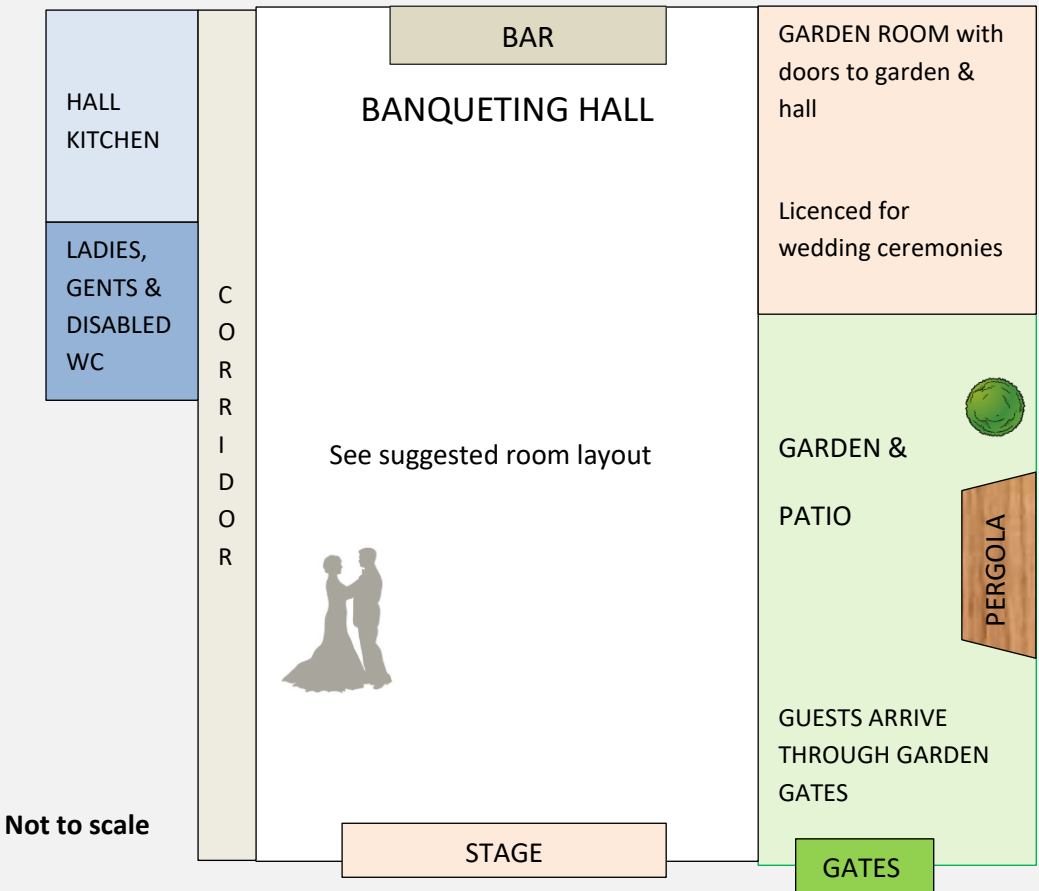 HALL
KITCHEN
LADIES,
GENTS &
DISABLED
WC
C
O
R
R
I
D
O
R
BAR
BANQUETING HALL
See suggested room layout
STAGE
GARDEN ROOM with
doors to garden &
hall
Licenced for
wedding ceremonies
GARDEN &
PATIO
PERGOLA
GUESTS ARRIVE
THROUGH GARDEN
GATES
GATES
Not to scale